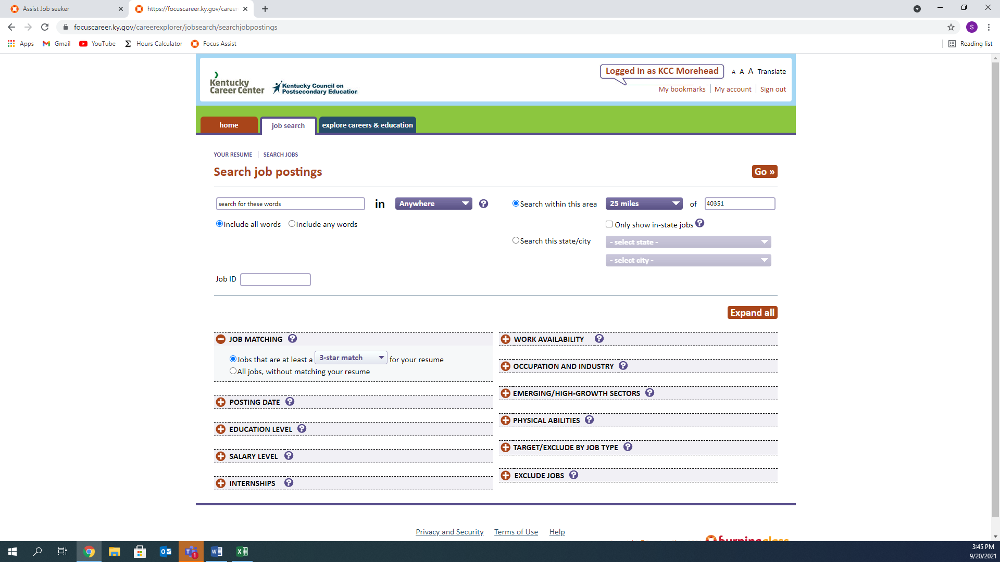 Assist Job seeker
https://focuscareer.ky.gov/career
focuscareer.ky.gov/careerexplorer/jobsearch/searchjobpostings
S
Apps Gmail YouTube Hours Calculator Focus Assist Reading list
Logged in as KCC Morehead A A A Translate
Kentucky
Career Center
Kentucky Council on
Postsecondary Education
My bookmarks My account Sign out
home job search explore careers & education
YOUR RESUME SEARCH JOBS
Search job postings Go »
search for these words in Anywhere ? Search within this area 25 miles of 40351
Include all words Include any words Only show in-state jobs ?
Search this state/city - select state -
- select city -
Job ID
Expand all
JOB MATCHING ?
Jobs that are at least a 3-star match for your resume
All jobs, without matching your resume
POSTING DATE ?
EDUCATION LEVEL ?
SALARY LEVEL ?
INTERNSHIPS ?
WORK AVAILABILITY ?
OCCUPATION AND INDUSTRY ?
EMERGING/HIGH-GROWTH SECTORS ?
PHYSICAL ABILITIES ?
TARGET/EXCLUDE BY JOB TYPE ?
EXCLUDE JOBS ?
Privacy and Security Terms of Use Help
burningglass
1
3:45 PM
9/20/2021